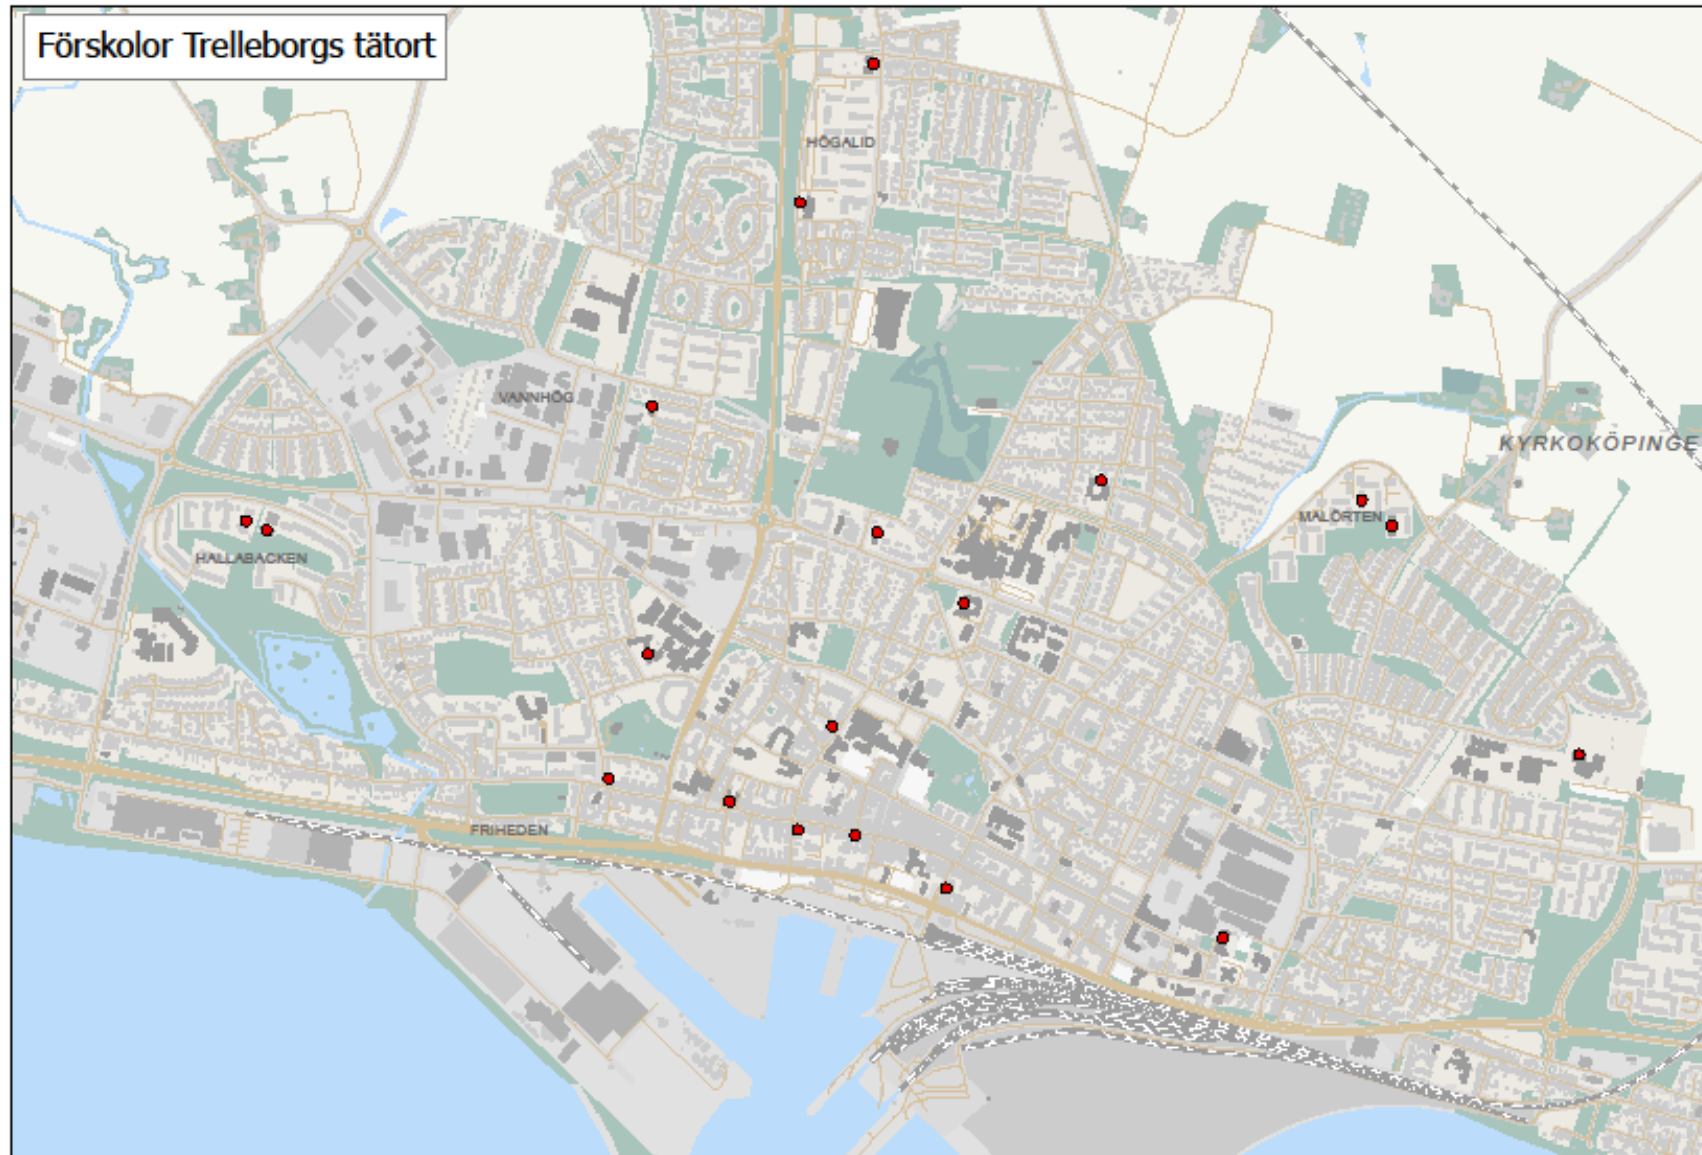 Förskolor Trelleborgs tätort
HÖGALID
VANNHÖG
KYRKOKÖPINGE
MALÖRTEN
HALLABACKEN
FRIHEDEN